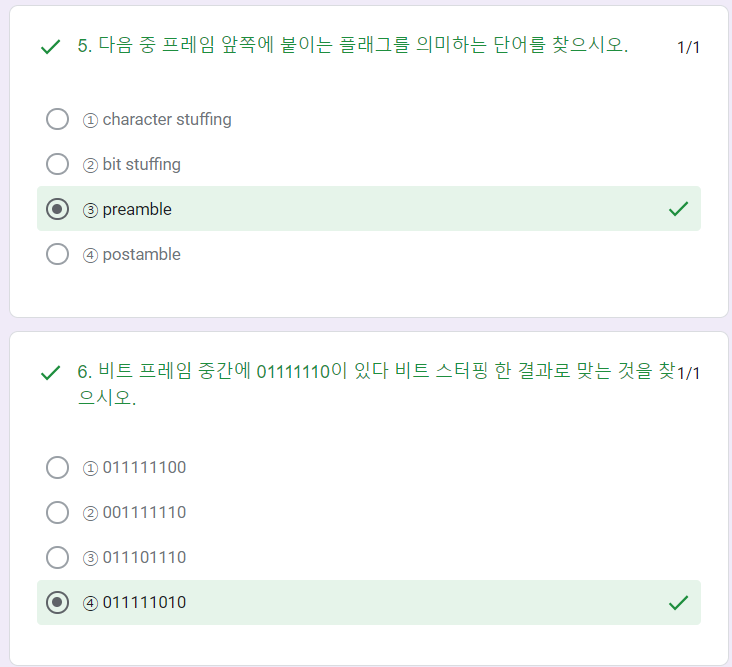 5. 다음 중 프레임 앞쪽에 붙이는 플래그를 의미하는 단어를 찾으시오. 1/1
① character stuffing
② bit stuffing
③ preamble
④ postamble
6. 비트 프레임 중간에 01111110이 있다 비트 스터핑 한 결과로 맞는 것을 찾 1/1
으시오.
① 011111100
② 001111110
③ 011101110
④ 011111010